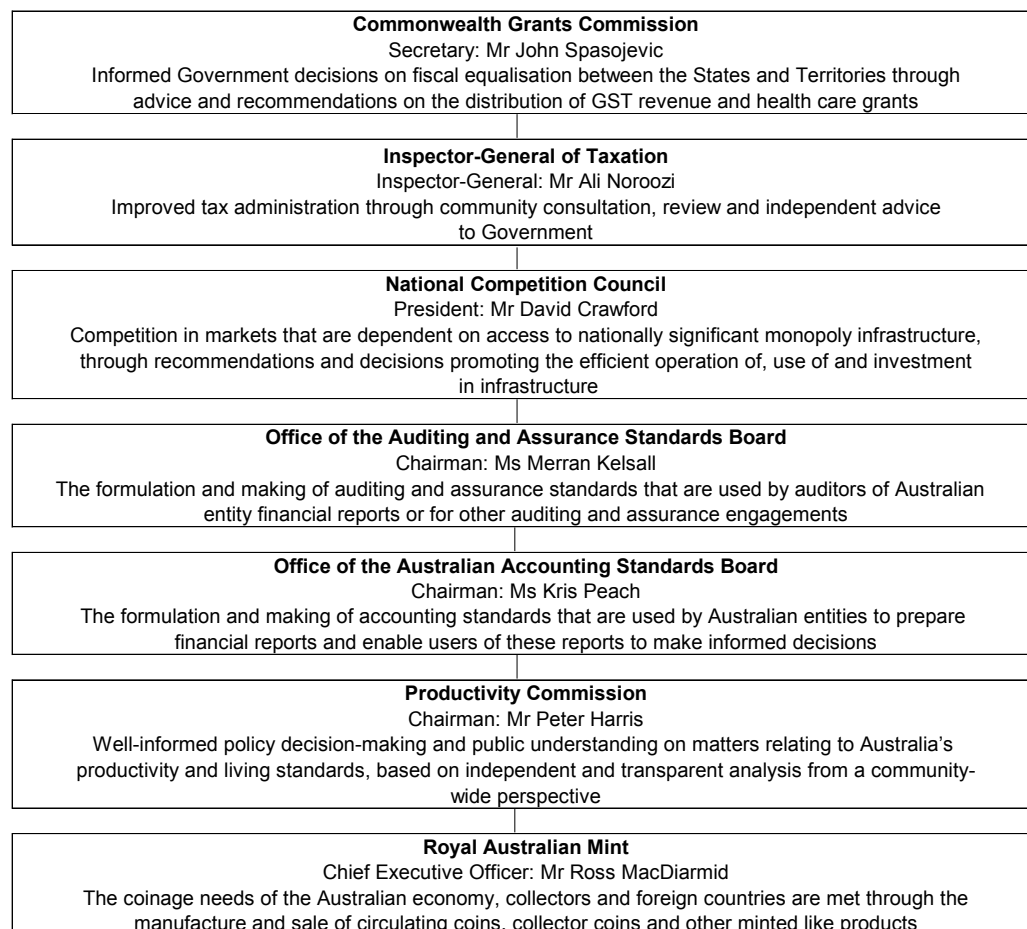 Commonwealth Grants Commission
Secretary: Mr John Spasojevic
Informed Government decisions on fiscal equalisation between the States and Territories through
advice and recommendations on the distribution of GST revenue and health care grants
Inspector-General of Taxation
Inspector-General: Mr Ali Noroozi
Improved tax administration through community consultation, review and independent advice
to Government
National Competition Council
President: Mr David Crawford
Competition in markets that are dependent on access to nationally significant monopoly infrastructure,
through recommendations and decisions promoting the efficient operation of, use of and investment
in infrastructure
Office of the Auditing and Assurance Standards Board
Chairman: Ms Merran Kelsall
The formulation and making of auditing and assurance standards that are used by auditors of Australian
entity financial reports or for other auditing and assurance engagements
Office of the Australian Accounting Standards Board
Chairman: Ms Kris Peach
The formulation and making of accounting standards that are used by Australian entities to prepare
financial reports and enable users of these reports to make informed decisions
Productivity Commission
Chairman: Mr Peter Harris
Well-informed policy decision-making and public understanding on matters relating to Australia’s
productivity and living standards, based on independent and transparent analysis from a community-
wide perspective
Royal Australian Mint
Chief Executive Officer: Mr Ross MacDiarmid
The coinage needs of the Australian economy, collectors and foreign countries are met through the
manufacture and sale of circulating coins, collector coins and other minted like products